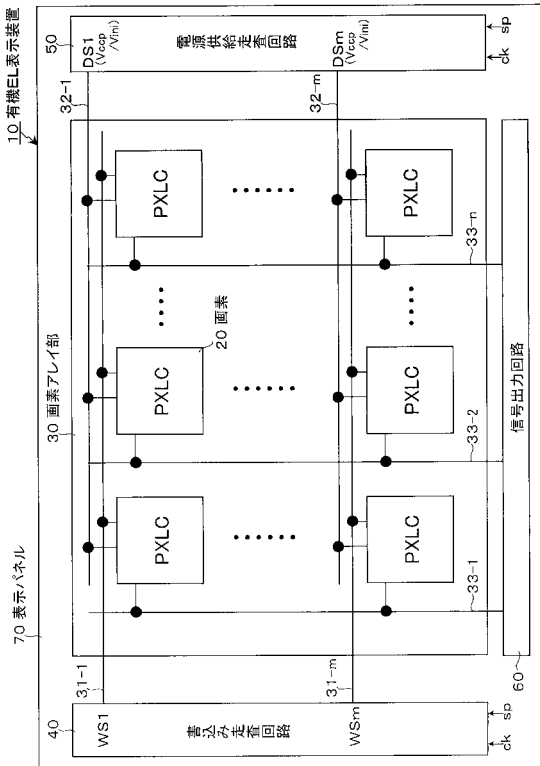 10 有機EL表示装置
70 表示パネル
30 画素アレイ部
40
書込み走査回路
WS1
WSm
ck
sp
31-1
31-m
50
電源供給走査回路
DS1
(Vccp
/Vini)
DSm
(Vccp
/Vini)
ck
sp
32-1
32-m
PXLC
PXLC
PXLC
20 画素
PXLC
PXLC
PXLC
33-1
33-2
33-n
60
信号出力回路